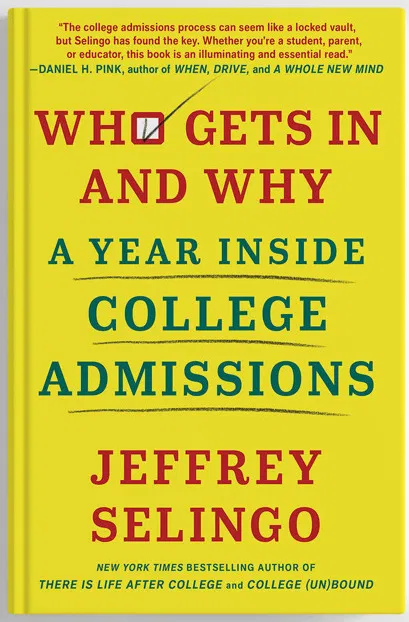 "The college admissions process can seem like a locked vault,
but Selingo has found the key. Whether you're a student, parent,
or educator, this book is an illuminating and essential read."
—DANIEL H. PINK, author of WHEN, DRIVE, and A WHOLE NEW MIND
WHO GETS IN
AND WHY
A YEAR INSIDE
COLLEGE
ADMISSIONS
JEFFREY
SELINGO
NEW YORK TIMES BESTSELLING AUTHOR OF
THERE IS LIFE AFTER COLLEGE and COLLEGE (UN)BOUND